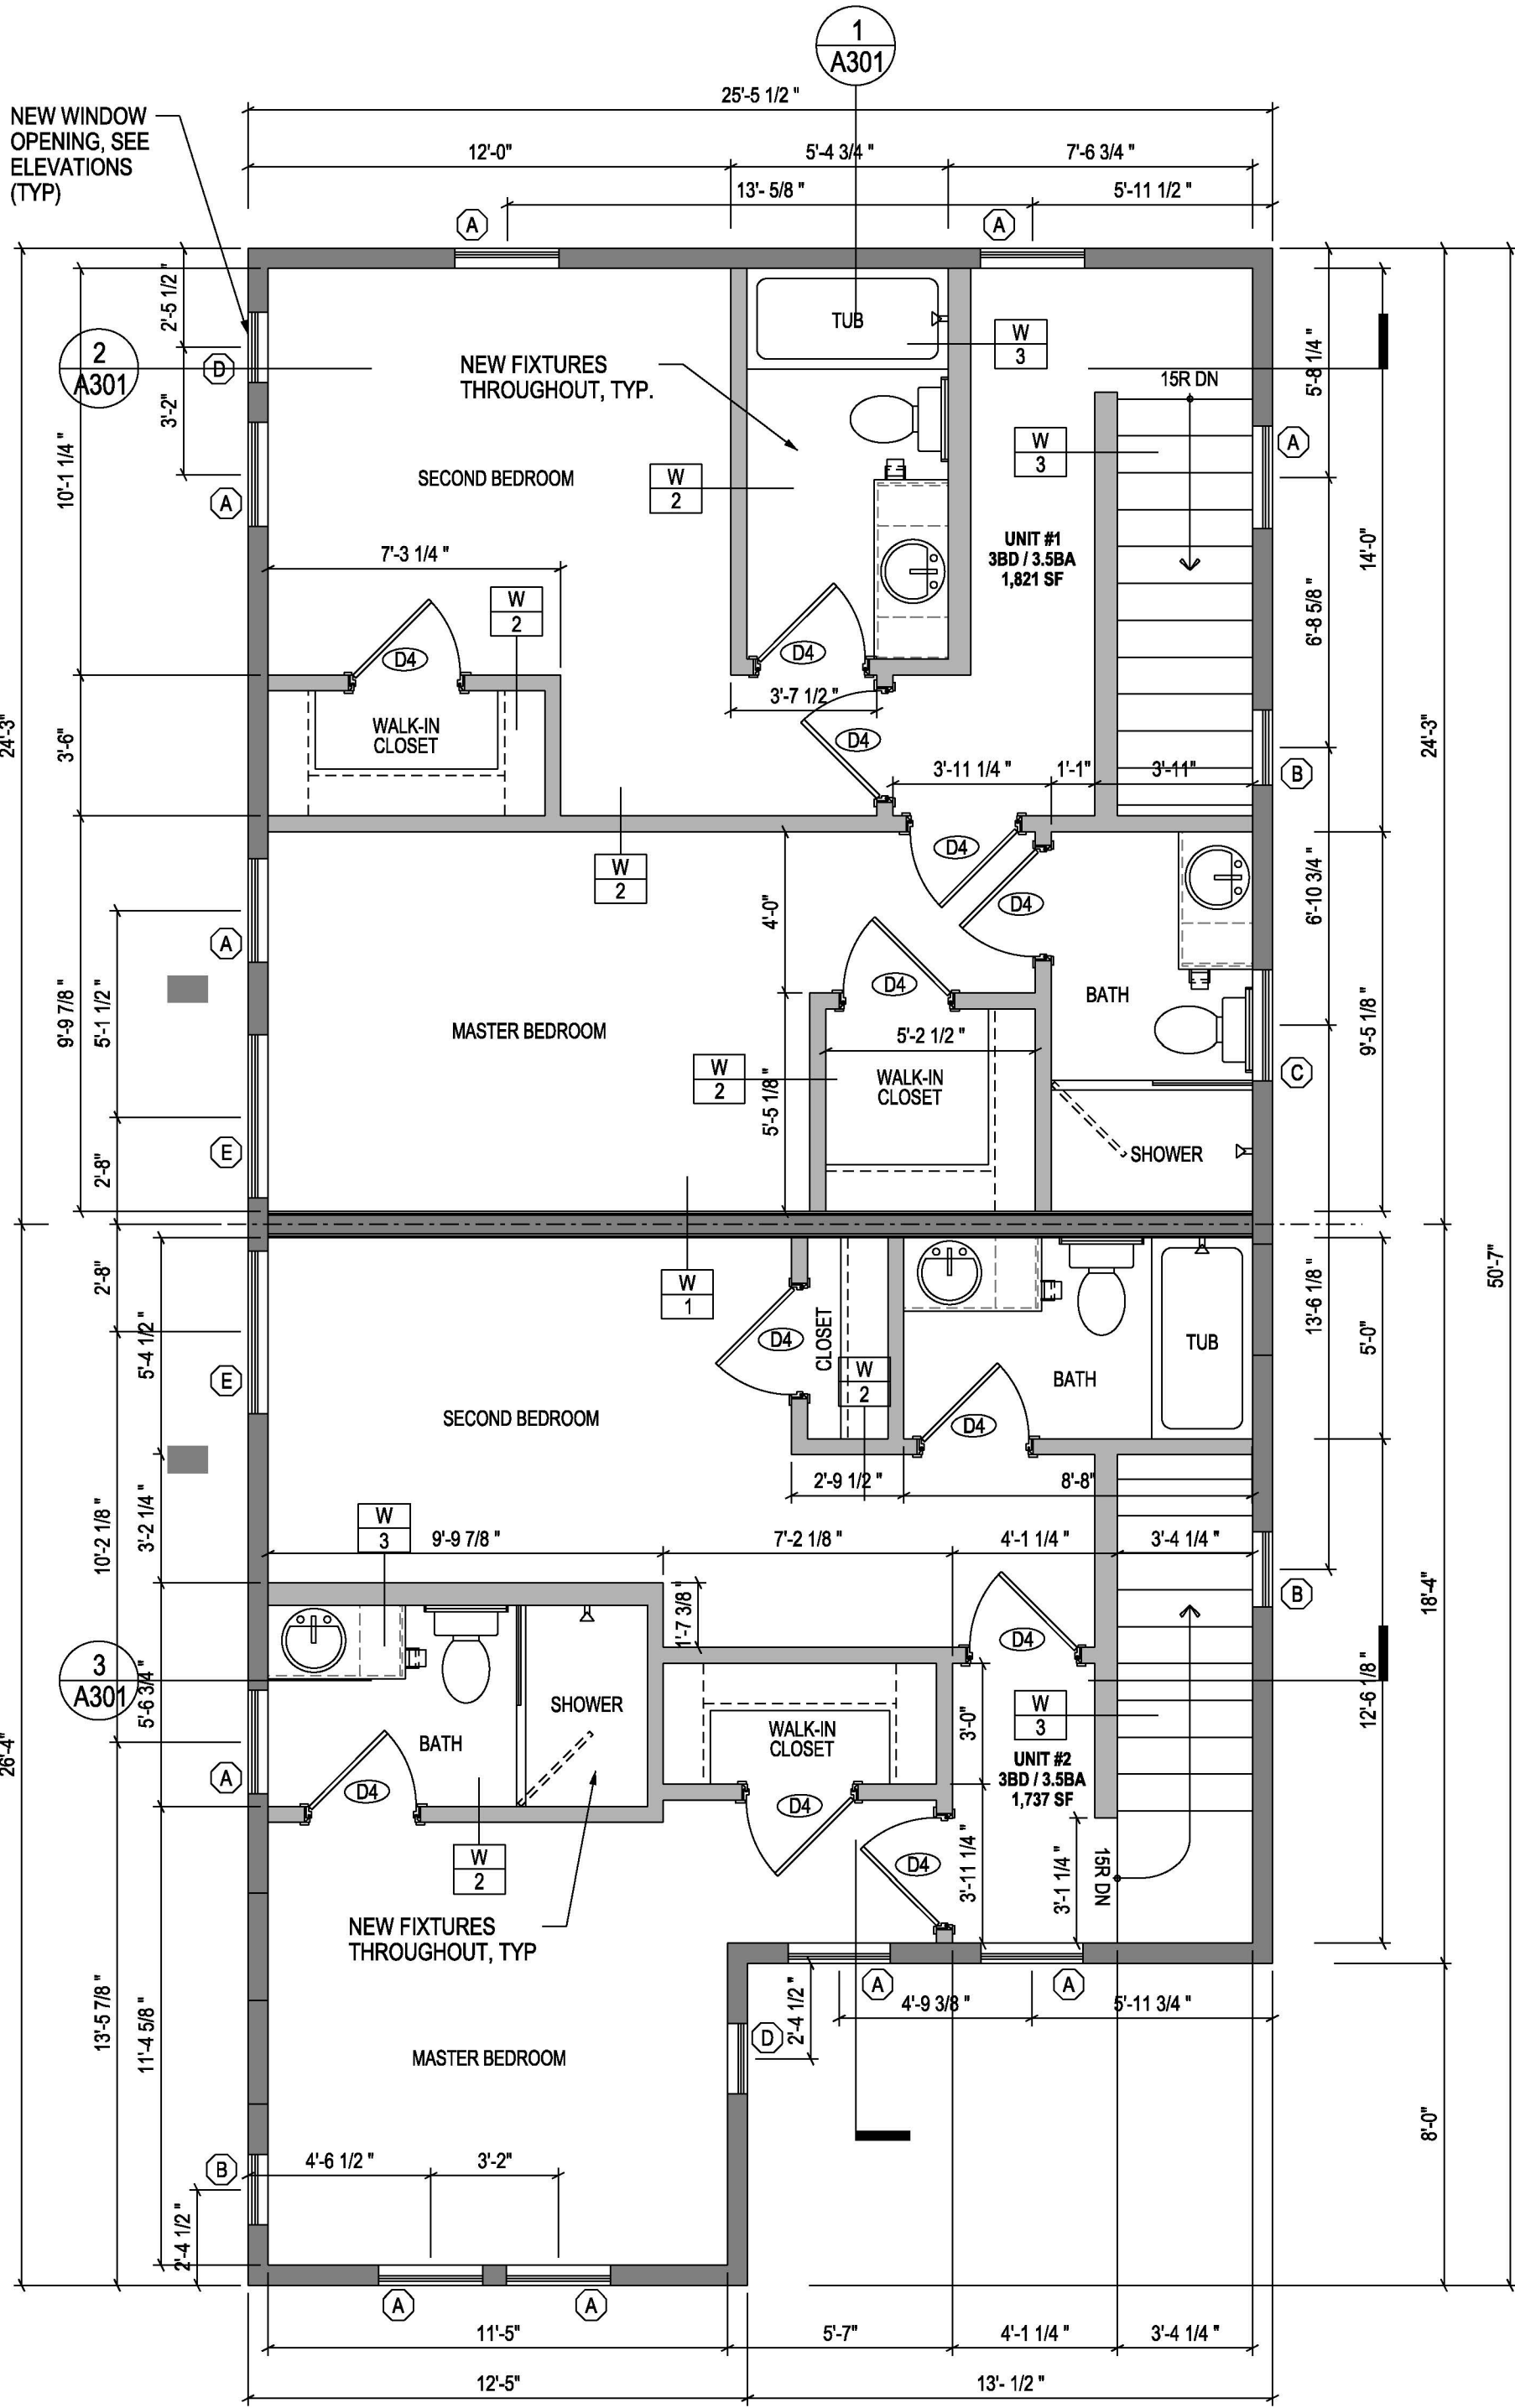 1
A301
25'-5 1/2 "
NEW WINDOW
OPENING, SEE
ELEVATIONS
(TYP)
12'-0"
5'-4 3/4 "
7'-6 3/4 "
13'- 5/8 "
5'-11 1/2 "
A
A
2'-5 1/2 "
2
A301
D
3'-2"
10'-1 1/4 "
A
NEW FIXTURES
THROUGHOUT, TYP.
TUB
W
3
15R DN
5'-8 1/4 "
SECOND BEDROOM
W
2
W
3
A
UNIT #1
3BD / 3.5BA
1,821 SF
14'-0"
7'-3 1/4 "
W
2
6'-8 5/8 "
D4
D4
3'-7 1/2 "
24'-3"
3'-6"
WALK-IN
CLOSET
D4
24'-3"
3'-11 1/4 "
1'-1"
3'-11"
B
W
2
D4
D4
4'-0"
6'-10 3/4 "
A
D4
BATH
9'-9 7/8 "
5'-1 1/2 "
MASTER BEDROOM
5'-2 1/2 "
9'-5 1/8 "
W
2
WALK-IN
CLOSET
C
5'-5 1/8 "
E
2'-8"
SHOWER
2'-8"
W
1
50'-7"
13'-6 1/8 "
5'-4 1/2 "
D4
CLOSET
TUB
5'-0"
E
W
2
BATH
SECOND BEDROOM
D4
2'-9 1/2 "
8'-8"
10'-2 1/8 "
3'-2 1/4 "
W
3
9'-9 7/8 "
7'-2 1/8 "
4'-1 1/4 "
3'-4 1/4 "
B
18'-4"
1'-7 3/8 "
D4
3
A301
5'-6 3/4 "
SHOWER
W
3
12'-6 1/8 "
26'-4"
BATH
WALK-IN
CLOSET
3'-0"
UNIT #2
3BD / 3.5BA
1,737 SF
A
D4
D4
W
2
D4
3'-11 1/4 "
3'-1 1/4 "
15R DN
NEW FIXTURES
THROUGHOUT, TYP
A
A
4'-9 3/8 "
5'-11 3/4 "
13'-5 7/8 "
11'-4 5/8 "
D
2'-4 1/2 "
MASTER BEDROOM
8'-0"
B
4'-6 1/2 "
3'-2"
2'-4 1/2 "
A
A
11'-5"
5'-7"
4'-1 1/4 "
3'-4 1/4 "
12'-5"
13'- 1/2 "